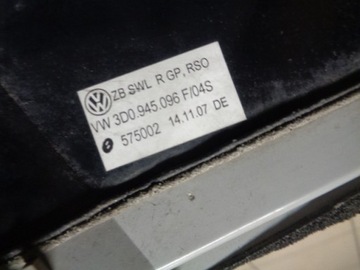 ZB SWL R GP, RSO
VW 3D0.945.096 F/04S
575002 14.11.07 DE